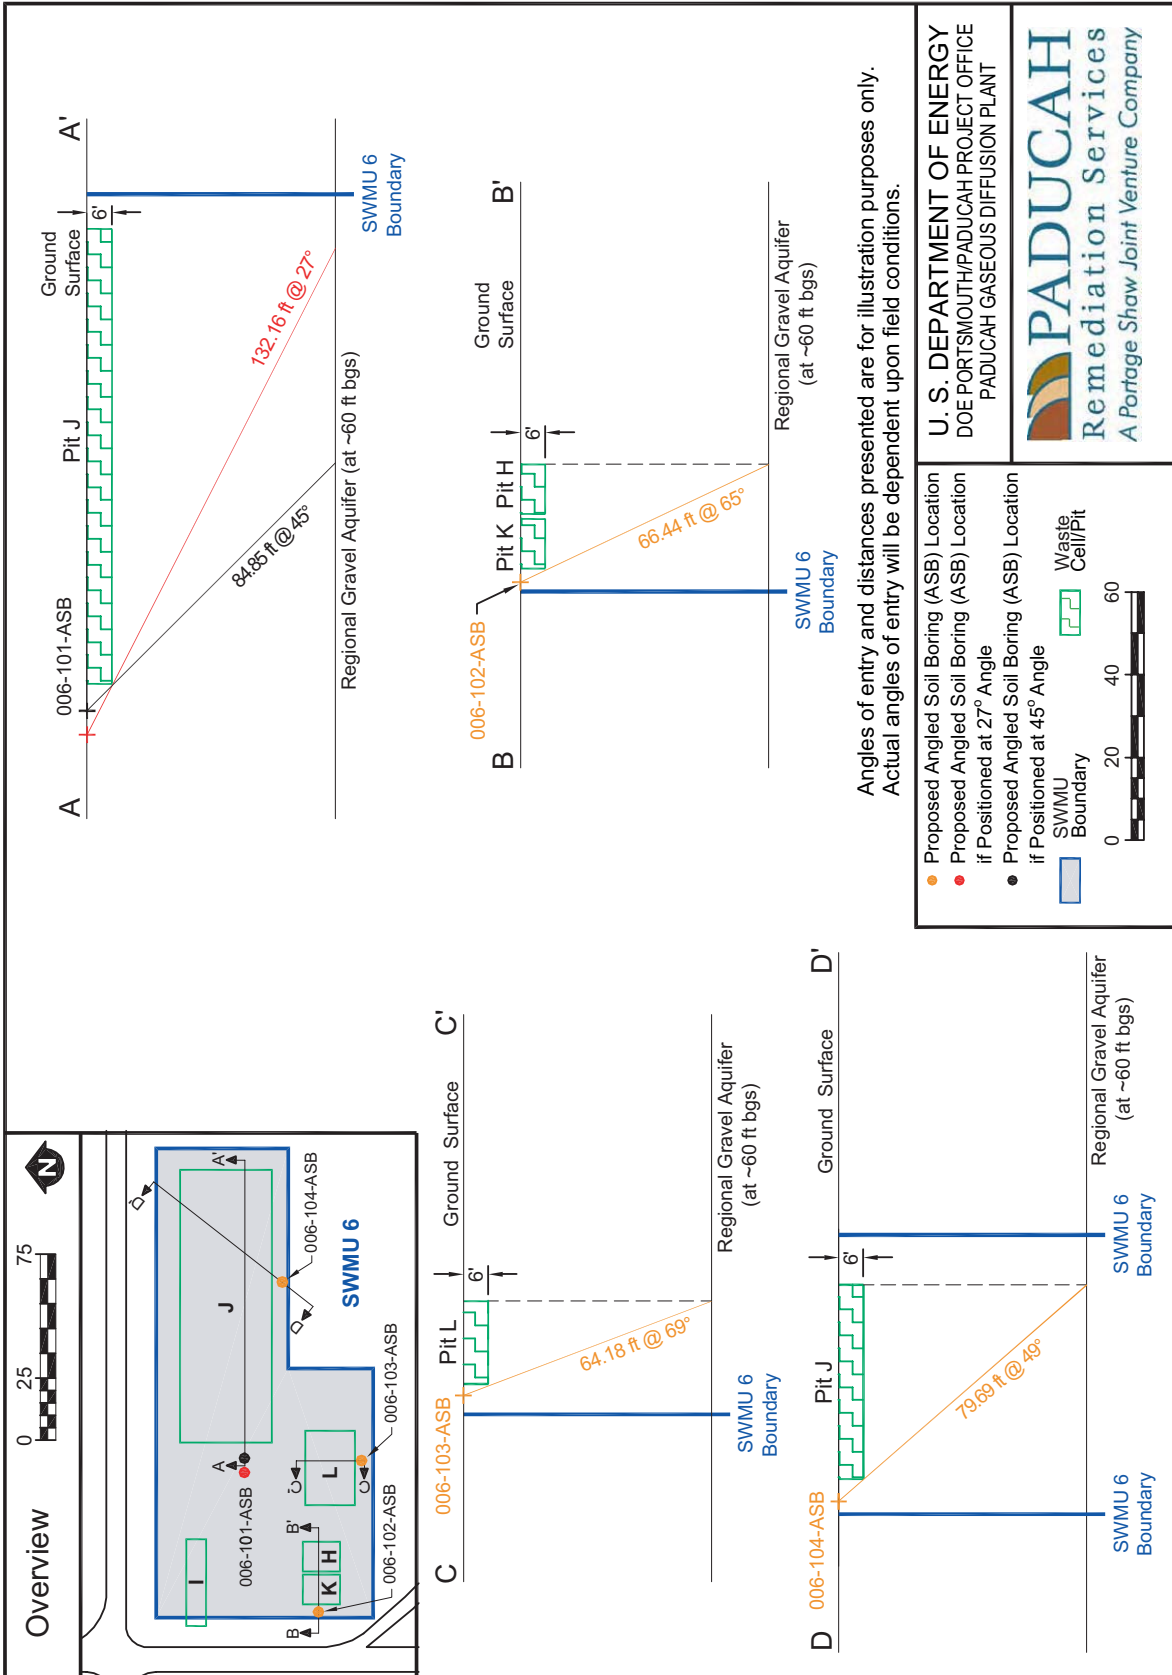 Overview
0
25
75
N
I
J
K
H
L
A
A'
B
B'
C
C'
D
D'
006-101-ASB
006-102-ASB
006-103-ASB
006-104-ASB
SWMU 6
A
A'
006-101-ASB
Pit J
Ground
Surface
6'
132.16 ft @ 27°
84.85 ft @ 45°
Regional Gravel Aquifer (at ~60 ft bgs)
SWMU 6
Boundary
B
B'
006-102-ASB
Pit K
Pit H
Ground
Surface
6'
66.44 ft @ 65°
SWMU 6
Boundary
Regional Gravel Aquifer
(at ~60 ft bgs)
C
C'
006-103-ASB
Pit L
Ground Surface
6'
64.18 ft @ 69°
SWMU 6
Boundary
Regional Gravel Aquifer
(at ~60 ft bgs)
D
D'
006-104-ASB
Pit J
Ground Surface
6'
79.69 ft @ 49°
SWMU 6
Boundary
SWMU 6
Boundary
Regional Gravel Aquifer
(at ~60 ft bgs)
Angles of entry and distances presented are for illustration purposes only.
Actual angles of entry will be dependent upon field conditions.
Proposed Angled Soil Boring (ASB) Location
Proposed Angled Soil Boring (ASB) Location
if Positioned at 27° Angle
Proposed Angled Soil Boring (ASB) Location
if Positioned at 45° Angle
SWMU
Boundary
Waste
Cell/Pit
0
20
40
60
U. S. DEPARTMENT OF ENERGY
DOE PORTSMOUTH/PADUCAH PROJECT OFFICE
PADUCAH GASEOUS DIFFUSION PLANT
PADUCAH
Remediation Services
A Portage Shaw Joint Venture Company